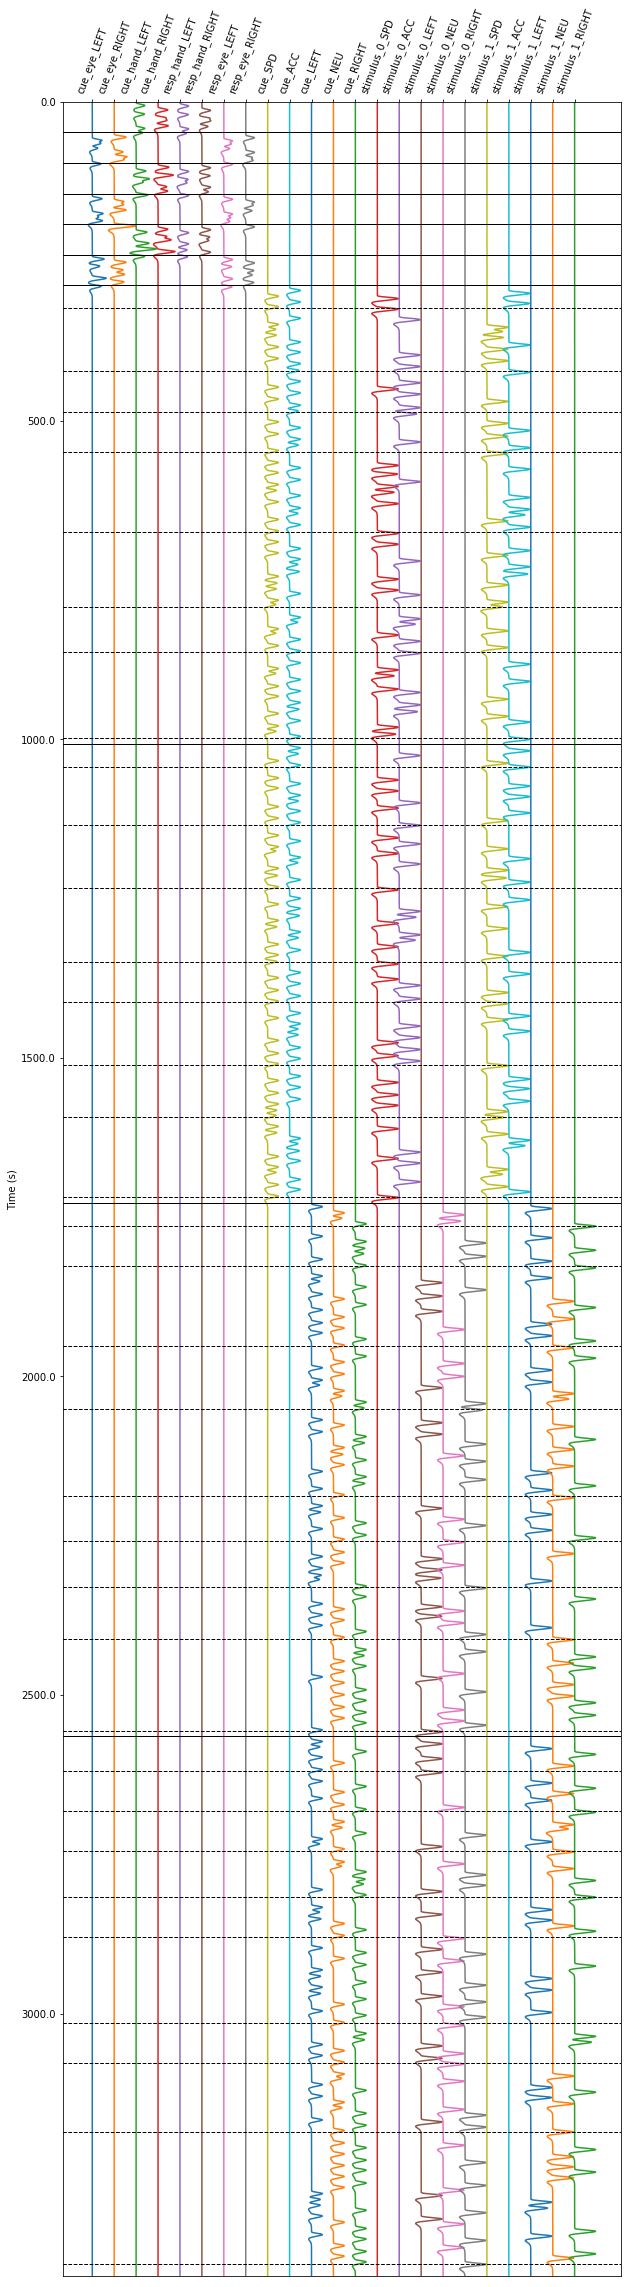 cue_eye_LEFT
cue_eye_RIGHT
cue_hand_LEFT
cue_hand_RIGHT
resp_hand_LEFT
resp_hand_RIGHT
resp_eye_LEFT
resp_eye_RIGHT
cue_SPD
cue_ACC
cue_LEFT
cue_NEU
cue_RIGHT
stimulus_0_SPD
stimulus_0_ACC
stimulus_0_LEFT
stimulus_0_NEU
stimulus_0_RIGHT
stimulus_1_SPD
stimulus_1_ACC
stimulus_1_LEFT
stimulus_1_NEU
stimulus_1_RIGHT
0.0
500.0
1000.0
1500.0
Time (s)
2000.0
2500.0
3000.0